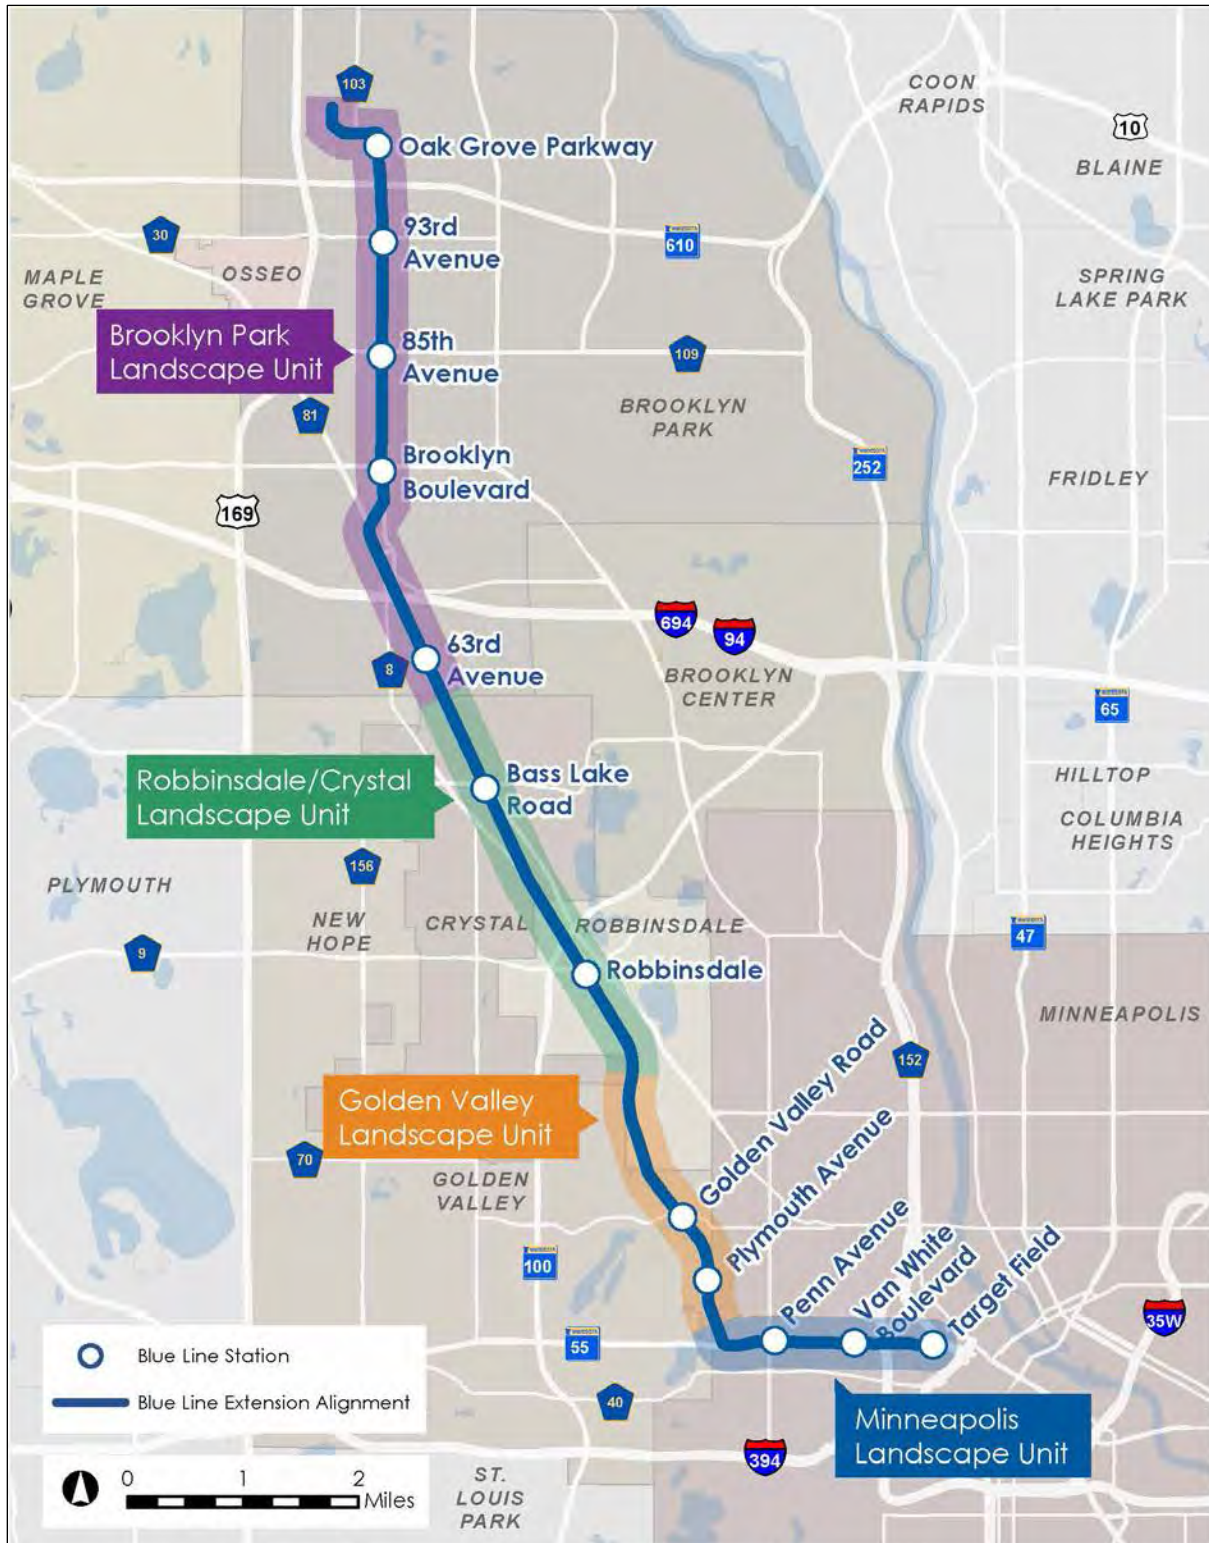 103
COON
RAPIDS
10
BLAINE
Oak Grove Parkway
30
93rd
Avenue
610
MAPLE
GROVE
OSSEO
SPRING
LAKE PARK
Brooklyn Park
Landscape Unit
85th
Avenue
109
81
BROOKLYN
PARK
Brooklyn
Boulevard
252
FRIDLEY
169
694
94
63rd
Avenue
8
BROOKLYN
CENTER
65
Robbinsdale/Crystal
Landscape Unit
Bass Lake
Road
HILLTOP
COLUMBIA
HEIGHTS
156
PLYMOUTH
NEW
HOPE
CRYSTAL
ROBBINSDALE
47
9
Robbinsdale
MINNEAPOLIS
152
Golden Valley
Landscape Unit
Golden Valley Road
Plymouth Avenue
70
GOLDEN
VALLEY
100
Penn Avenue
Van White
Boulevard
Target Field
35W
55
Blue Line Station
Blue Line Extension Alignment
40
Minneapolis
Landscape Unit
394
0 1 2
Miles
ST.
LOUIS
PARK